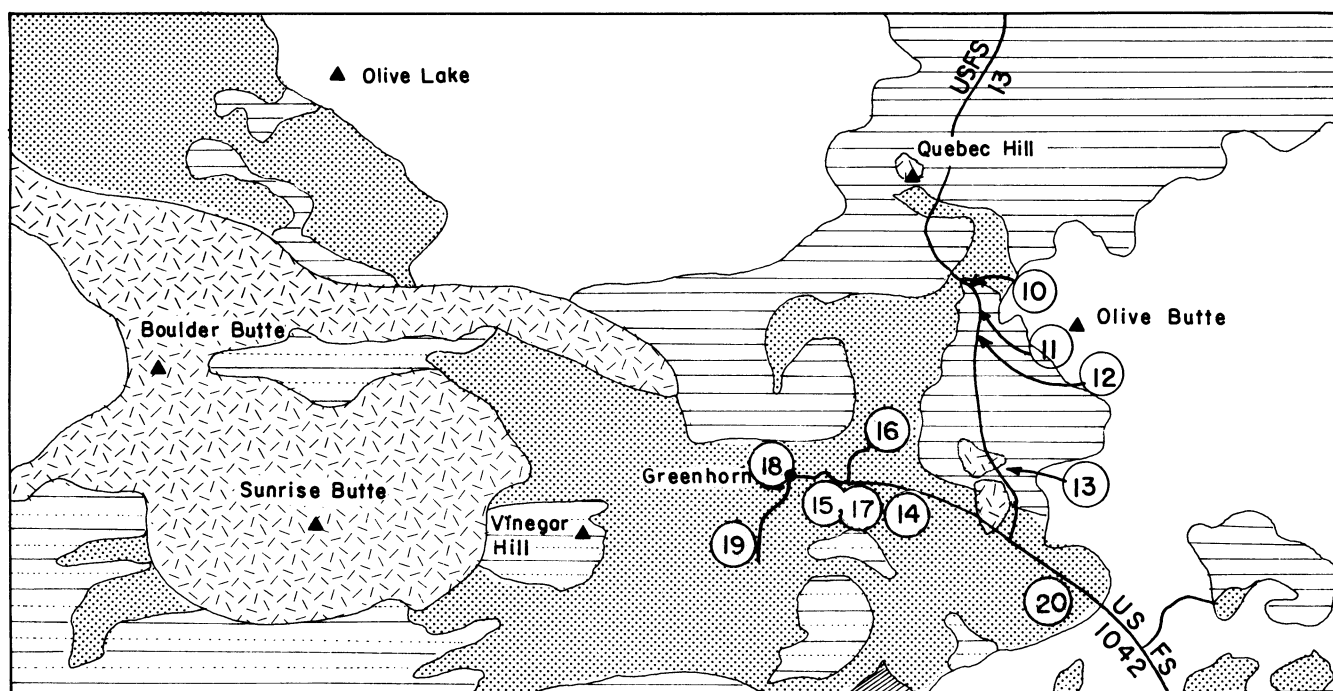 Olive Lake
USFS
13
Quebec Hill
10
Olive Butte
Boulder Butte
11
12
16
Greenhorn
18
13
Sunrise Butte
15
17
14
Vinegor
Hill
19
20
US FS
1042